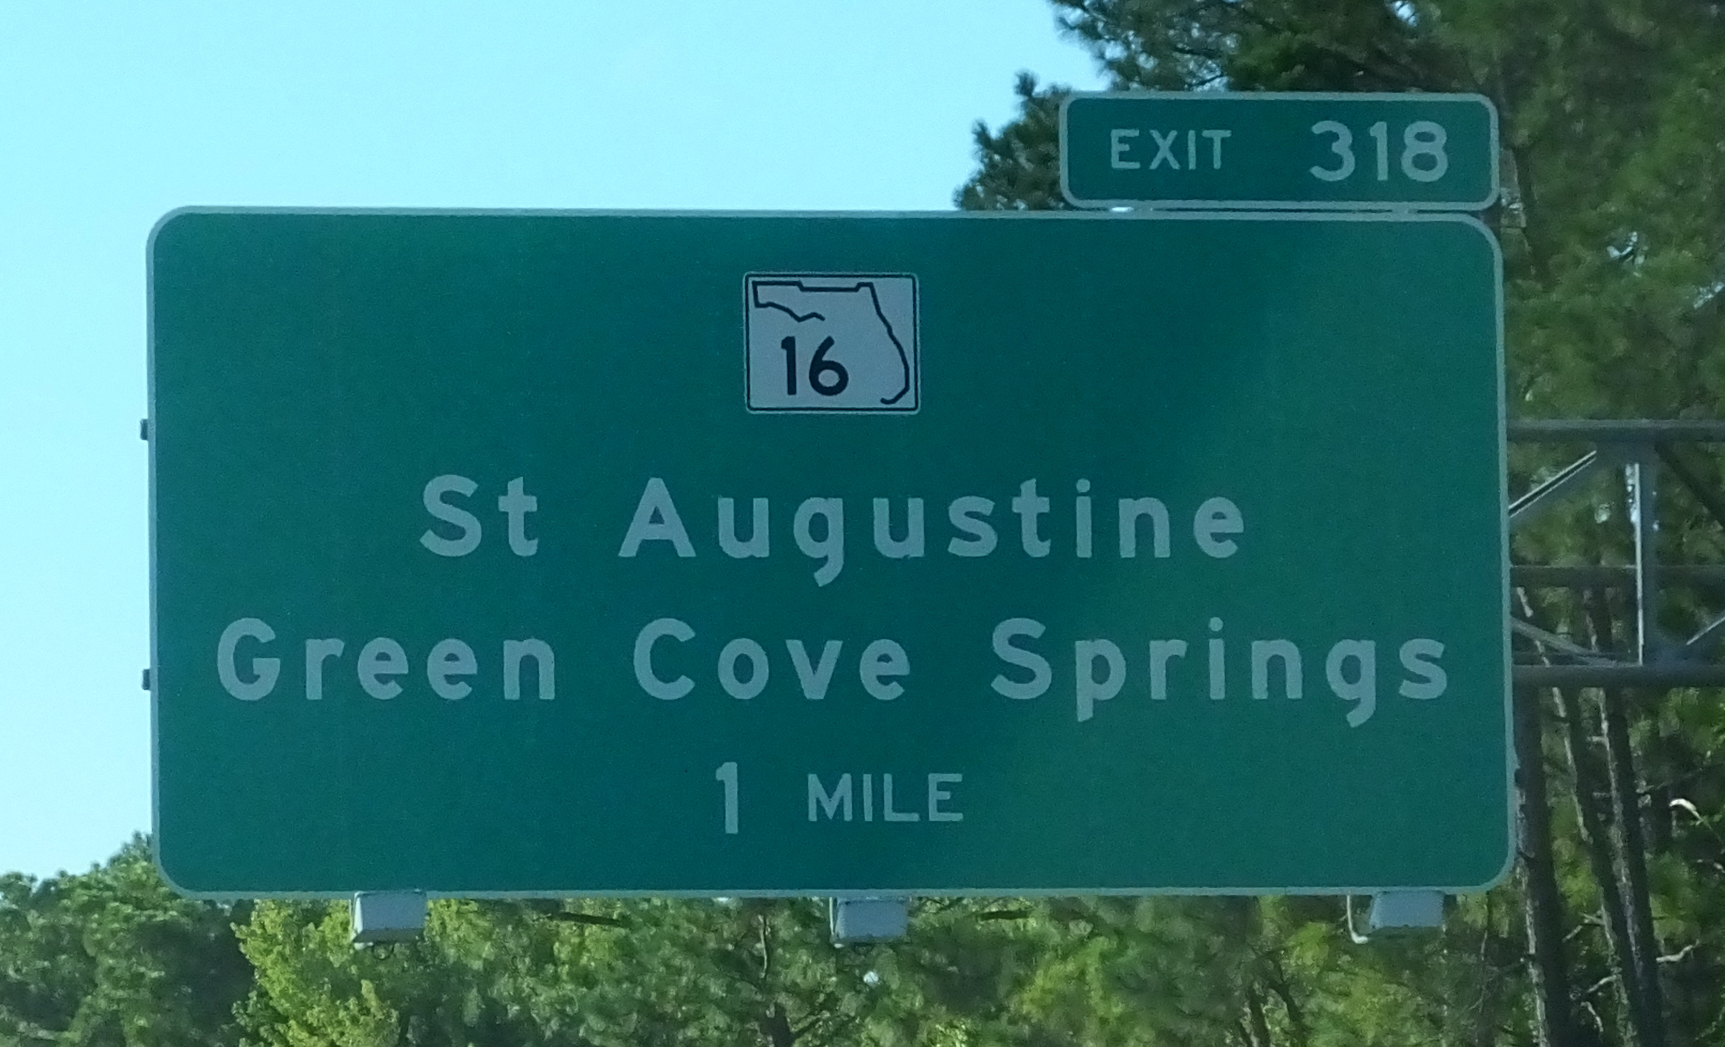 EXIT 318
16
St Augustine
Green Cove Springs
1 MILE